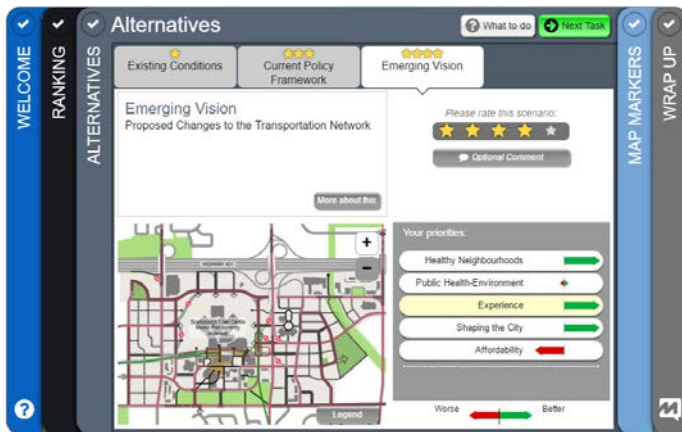 WELCOME
RANKING
ALTERNATIVES
Alternatives
What to do
Next Task
Existing Conditions
Current Policy
Framework
Emerging Vision
Emerging Vision
Proposed Changes to the Transportation Network
More about this
Please rate this scenario:
Optional Comment
HIGHWAY 401
Legend
Your priorities:
Healthy Neighbourhoods
Public Health-Environment
Experience
Shaping the City
Affordability
Worse
Better
MAP MARKERS
WRAP UP